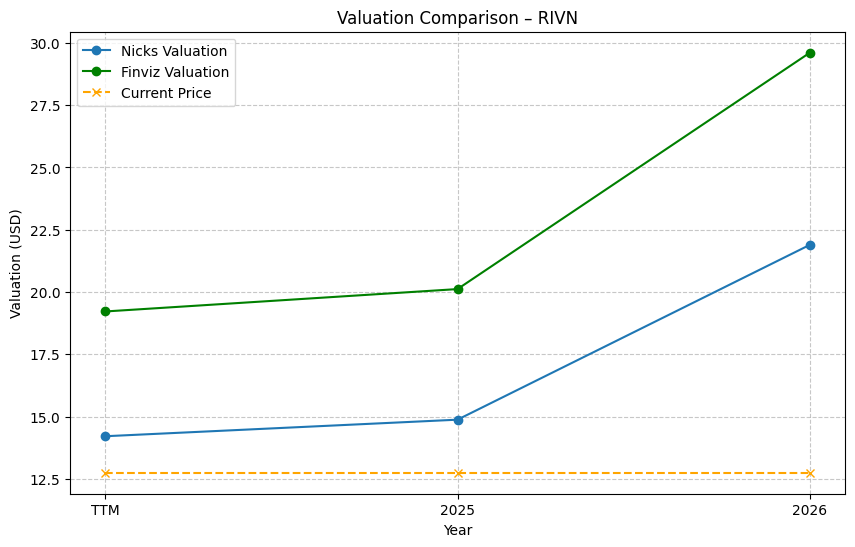 Valuation Comparison – RIVN
Nicks Valuation
Finviz Valuation
Current Price
Valuation (USD)
30.0
27.5
25.0
22.5
20.0
17.5
15.0
12.5
TTM
2025
2026
Year